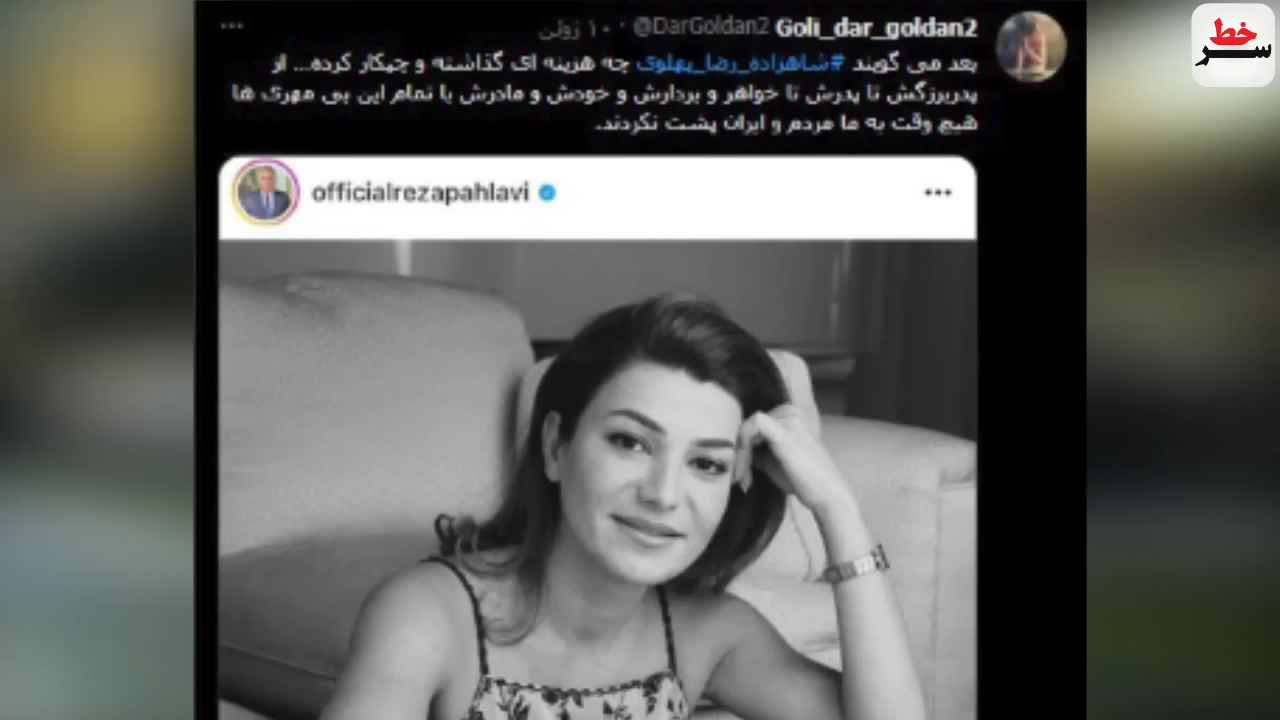 Goli_dar_goldan2 @DarGoldan2 · ۱۰ ژوئن
بعد می گویند #شاهزاده_رضا_پهلوی چه هزینه ای گذاشته و چیکار کرده... از
پدربزرگش تا پدرش تا خواهر و بردارش و خودش و مادرش با تمام این بی مهری ها
هیچ وقت به ما مردم و ایران پشت نکردند.
officialrezapahlavi
خط
سر